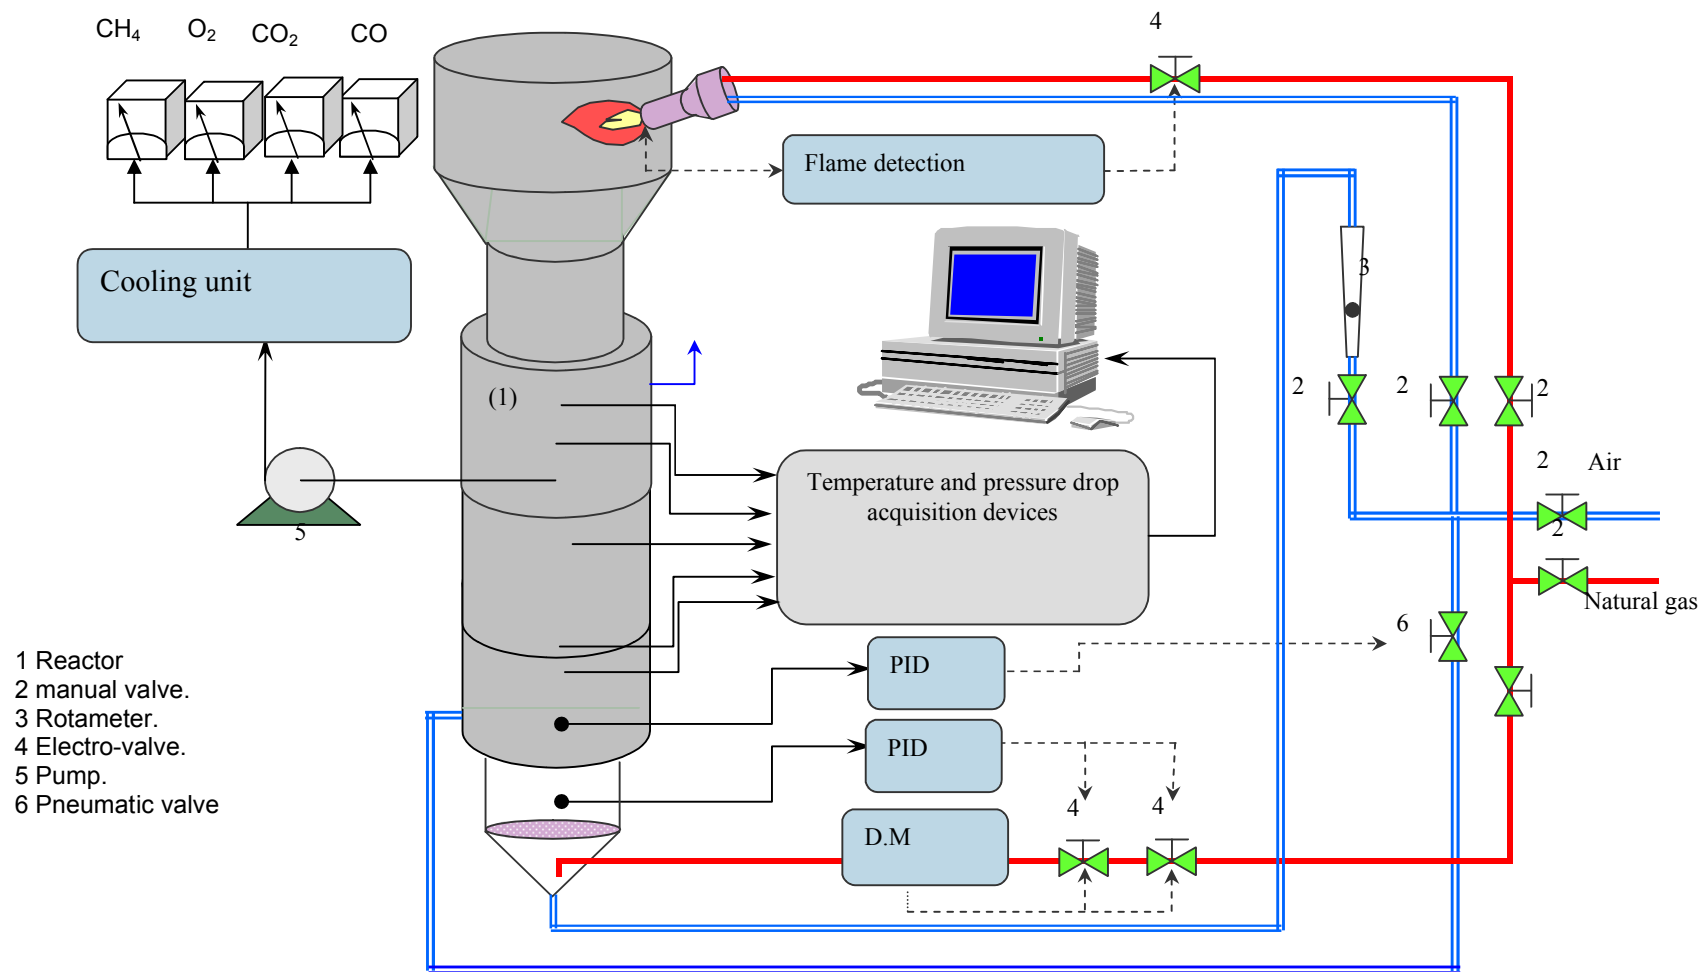 CH₄ O₂ CO₂ CO
4
Flame detection
Cooling unit
3
(1)
2 2 2
Temperature and pressure drop
acquisition devices
2 Air
5
2
Natural gas
6
PID
PID
4 4
D.M
1 Reactor
2 manual valve.
3 Rotameter.
4 Electro-valve.
5 Pump.
6 Pneumatic valve